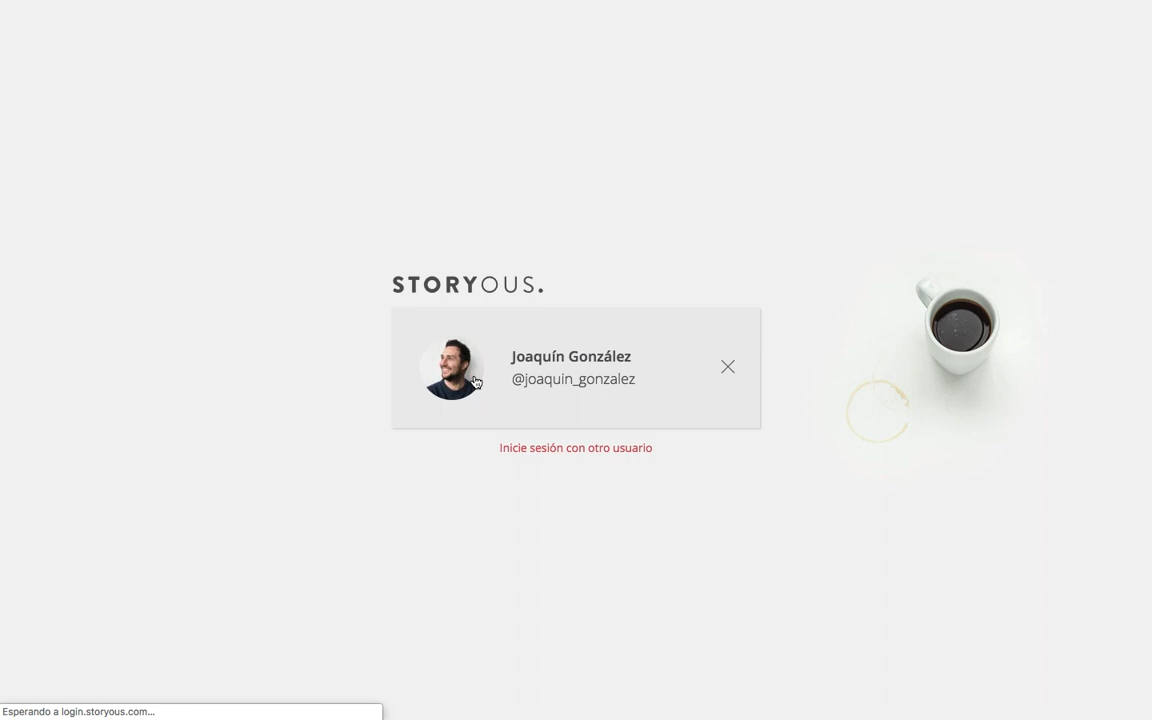 STORYOUS.
Joaquín González
@joaquin_gonzalez
Inicie sesión con otro usuario
Esperando a login.storyous.com...